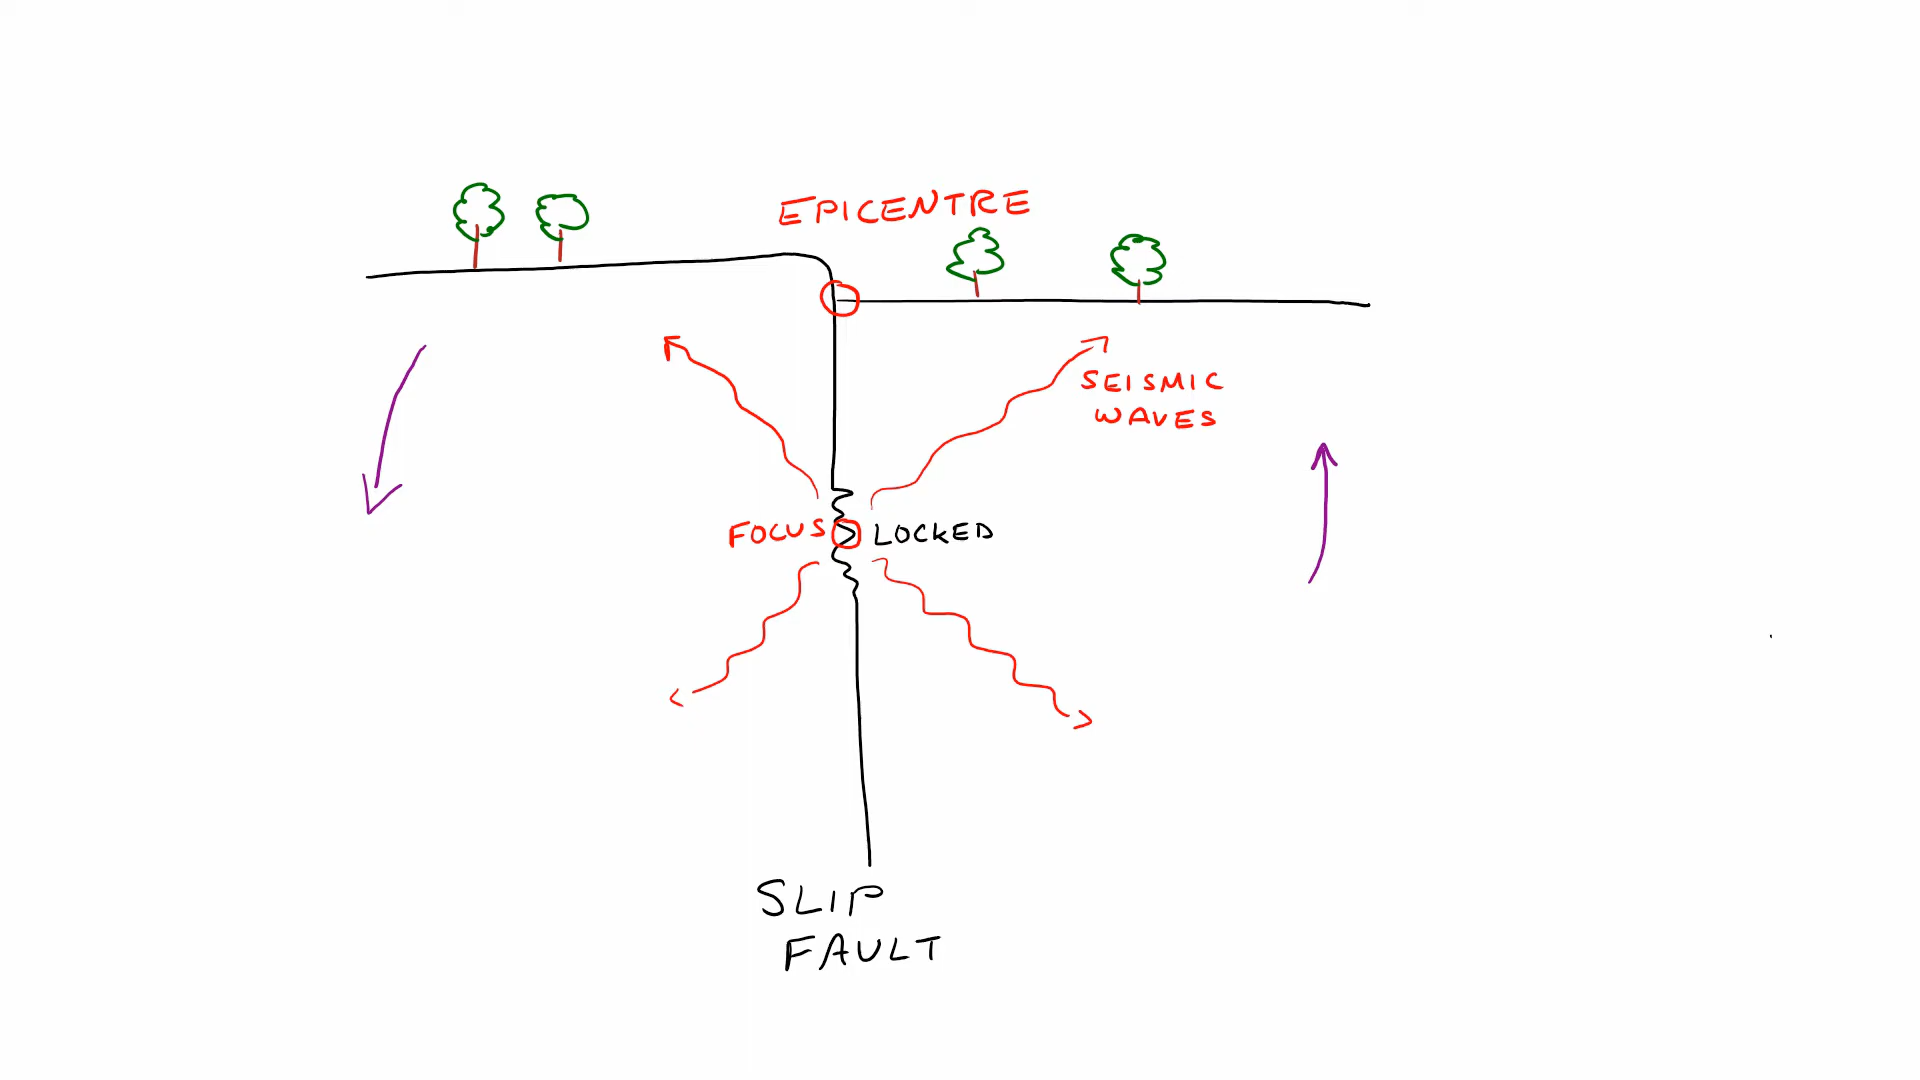 EPICENTRE
SEISMIC
WAVES
FOCUS
LOCKED
SLIP
FAULT